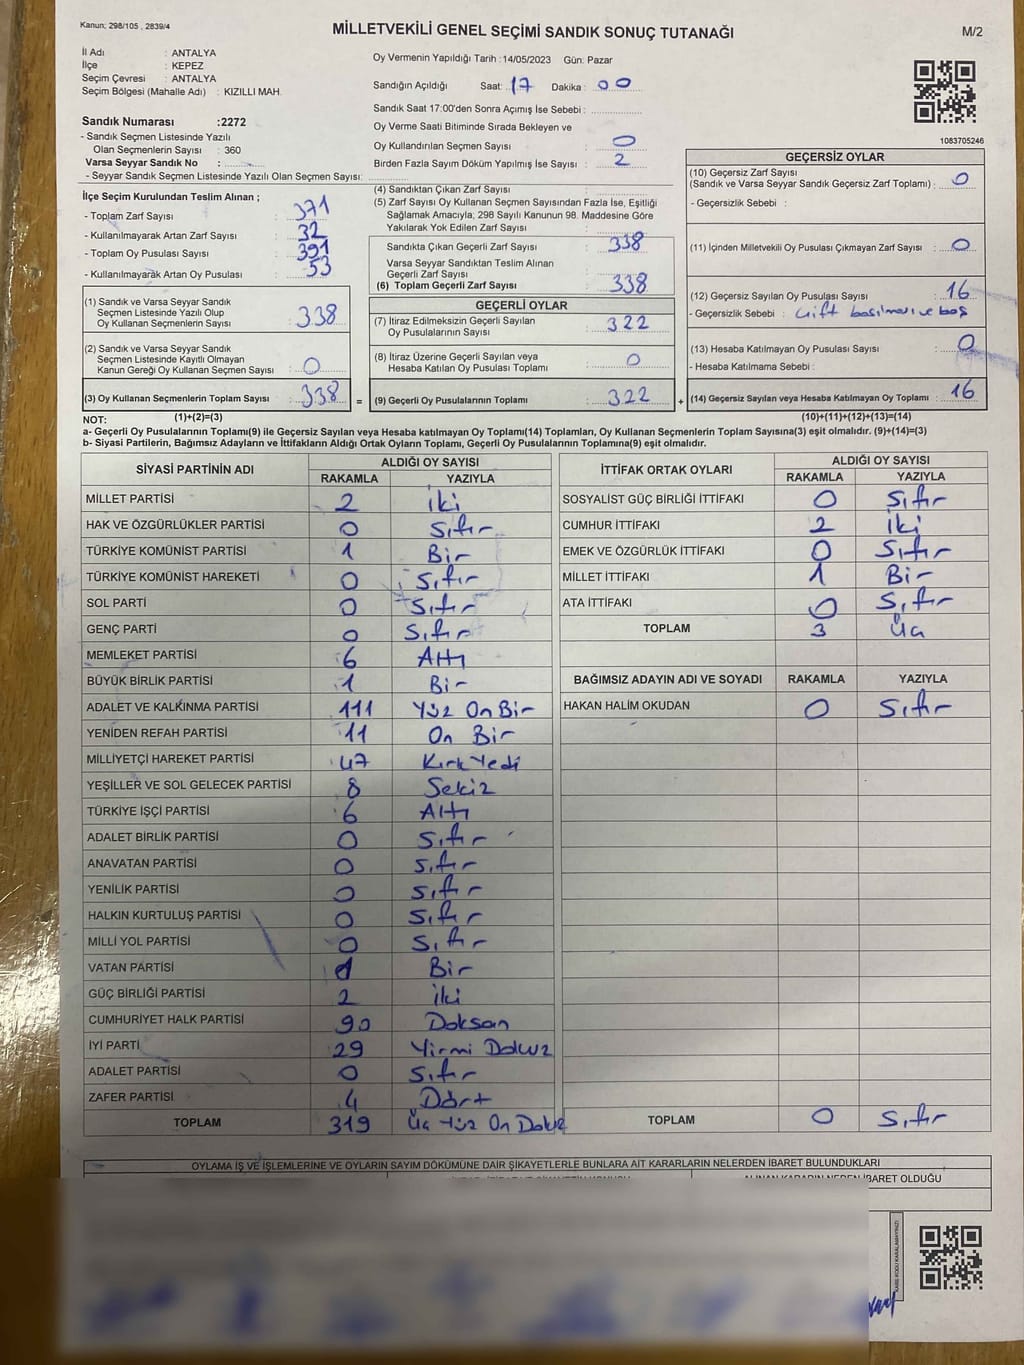 Kanun; 298/105 , 2839/4
MİLLETVEKİLİ GENEL SEÇİMİ SANDIK SONUÇ TUTANAĞI
M/2
İl Adı : ANTALYA
İlçe : KEPEZ
Seçim Çevresi : ANTALYA
Seçim Bölgesi (Mahalle Adı) : KIZILLI MAH.
Sandık Numarası :2272
- Sandık Seçmen Listesinde Yazılı
Olan Seçmenlerin Sayısı : 360
Varsa Seyyar Sandık No :
- Seyyar Sandık Seçmen Listesinde Yazılı Olan Seçmen Sayısı:
Oy Vermenin Yapıldığı Tarih : 14/05/2023 Gün: Pazar
Sandığın Açıldığı Saat: 17 Dakika : 00
Sandık Saat 17:00'den Sonra Açımış İse Sebebi :
Oy Verme Saati Bitiminde Sırada Bekleyen ve
Oy Kullandırılan Seçmen Sayısı : 0
Birden Fazla Sayım Döküm Yapılmış İse Sayısı : 2
1083705246
İlçe Seçim Kurulundan Teslim Alınan ;
- Toplam Zarf Sayısı : 371
- Kullanılmayarak Artan Zarf Sayısı : 32
- Toplam Oy Pusulası Sayısı : 391
- Kullanılmayarak Artan Oy Pusulası : 53
(1) Sandık ve Varsa Seyyar Sandık
Seçmen Listesinde Yazılı Olup
Oy Kullanan Seçmenlerin Sayısı : 338
(2) Sandık ve Varsa Seyyar Sandık
Seçmen Listesinde Kayıtlı Olmayan
Kanun Gereği Oy Kullanan Seçmen Sayısı : 0
(3) Oy Kullanan Seçmenlerin Toplam Sayısı : 338 =
(4) Sandıktan Çıkan Zarf Sayısı :
(5) Zarf Sayısı Oy Kullanan Seçmen Sayısından Fazla İse, Eşitliği
Sağlamak Amacıyla; 298 Sayılı Kanunun 98. Maddesine Göre
Yakılarak Yok Edilen Zarf Sayısı :
Sandıkta Çıkan Geçerli Zarf Sayısı : 338
Varsa Seyyar Sandıktan Teslim Alınan
Geçerli Zarf Sayısı :
(6) Toplam Geçerli Zarf Sayısı : 338
GEÇERLİ OYLAR
(7) İtiraz Edilmeksizin Geçerli Sayılan
Oy Pusulalarının Sayısı : 322
(8) İtiraz Üzerine Geçerli Sayılan veya
Hesaba Katılan Oy Pusulası Toplamı : 0
(9) Geçerli Oy Pusulalarının Toplamı : 322 +
GEÇERSİZ OYLAR
(10) Geçersiz Zarf Sayısı
(Sandık ve Varsa Seyyar Sandık Geçersiz Zarf Toplamı) : 0
- Geçersizlik Sebebi :
(11) İçinden Milletvekili Oy Pusulası Çıkmayan Zarf Sayısı : 0
(12) Geçersiz Sayılan Oy Pusulası Sayısı : 16
- Geçersizlik Sebebi : çift basılması ve boş
(13) Hesaba Katılmayan Oy Pusulası Sayısı : 0
- Hesaba Katılmama Sebebi :
(14) Geçersiz Sayılan veya Hesaba Katılmayan Oy Toplamı : 16
NOT: (1)+(2)=(3) (10)+(11)+(12)+(13)=(14)
a- Geçerli Oy Pusulalarının Toplamı(9) ile Geçersiz Sayılan veya Hesaba katılmayan Oy Toplamı(14) Toplamları, Oy Kullanan Seçmenlerin Toplam Sayısına(3) eşit olmalıdır. (9)+(14)=(3)
b- Siyasi Partilerin, Bağımsız Adayların ve İttifakların Aldığı Ortak Oyların Toplamı, Geçerli Oy Pusulalarının Toplamına(9) eşit olmalıdır.
SİYASİ PARTİNİN ADI ALDIĞI OY SAYISI
RAKAMLA YAZIYLA
MİLLET PARTİSİ 2 iki
HAK VE ÖZGÜRLÜKLER PARTİSİ 0 Sıfır
TÜRKİYE KOMÜNİST PARTİSİ 1 Bir
TÜRKİYE KOMÜNİST HAREKETİ 0 Sıfır
SOL PARTİ 0 Sıfır
GENÇ PARTİ 0 Sıfır
MEMLEKET PARTİSİ 6 Altı
BÜYÜK BİRLİK PARTİSİ 1 Bir
ADALET VE KALKINMA PARTİSİ 111 Yüz On Bir
YENİDEN REFAH PARTİSİ 11 On Bir
MİLLİYETÇİ HAREKET PARTİSİ 47 Kırk Yedi
YEŞİLLER VE SOL GELECEK PARTİSİ 8 Sekiz
TÜRKİYE İŞÇİ PARTİSİ 6 Altı
ADALET BİRLİK PARTİSİ 0 Sıfır
ANAVATAN PARTİSİ 0 Sıfır
YENİLİK PARTİSİ 0 Sıfır
HALKIN KURTULUŞ PARTİSİ 0 Sıfır
MİLLİ YOL PARTİSİ 0 Sıfır
VATAN PARTİSİ 1 Bir
GÜÇ BİRLİĞİ PARTİSİ 2 iki
CUMHURİYET HALK PARTİSİ 90 Doksan
İYİ PARTİ 29 Yirmi Dokuz
ADALET PARTİSİ 0 Sıfır
ZAFER PARTİSİ 4 Dört
TOPLAM 319 Üç Yüz On Dokuz
İTTİFAK ORTAK OYLARI ALDIĞI OY SAYISI
RAKAMLA YAZIYLA
SOSYALİST GÜÇ BİRLİĞİ İTTİFAKI 0 Sıfır
CUMHUR İTTİFAKI 2 iki
EMEK VE ÖZGÜRLÜK İTTİFAKI 0 Sıfır
MİLLET İTTİFAKI 1 Bir
ATA İTTİFAKI 0 Sıfır
TOPLAM 3 Üç
BAĞIMSIZ ADAYIN ADI VE SOYADI RAKAMLA YAZIYLA
HAKAN HALİM OKUDAN 0 Sıfır
TOPLAM 0 Sıfır
OYLAMA İŞ VE İŞLEMLERİNE VE OYLARIN SAYIM DÖKÜMÜNE DAİR ŞİKAYETLERLE BUNLARA AİT KARARLARIN NELERDEN İBARET BULUNDUKLARI
ALINAN KARARIN NEDEN İBARET OLDUĞU